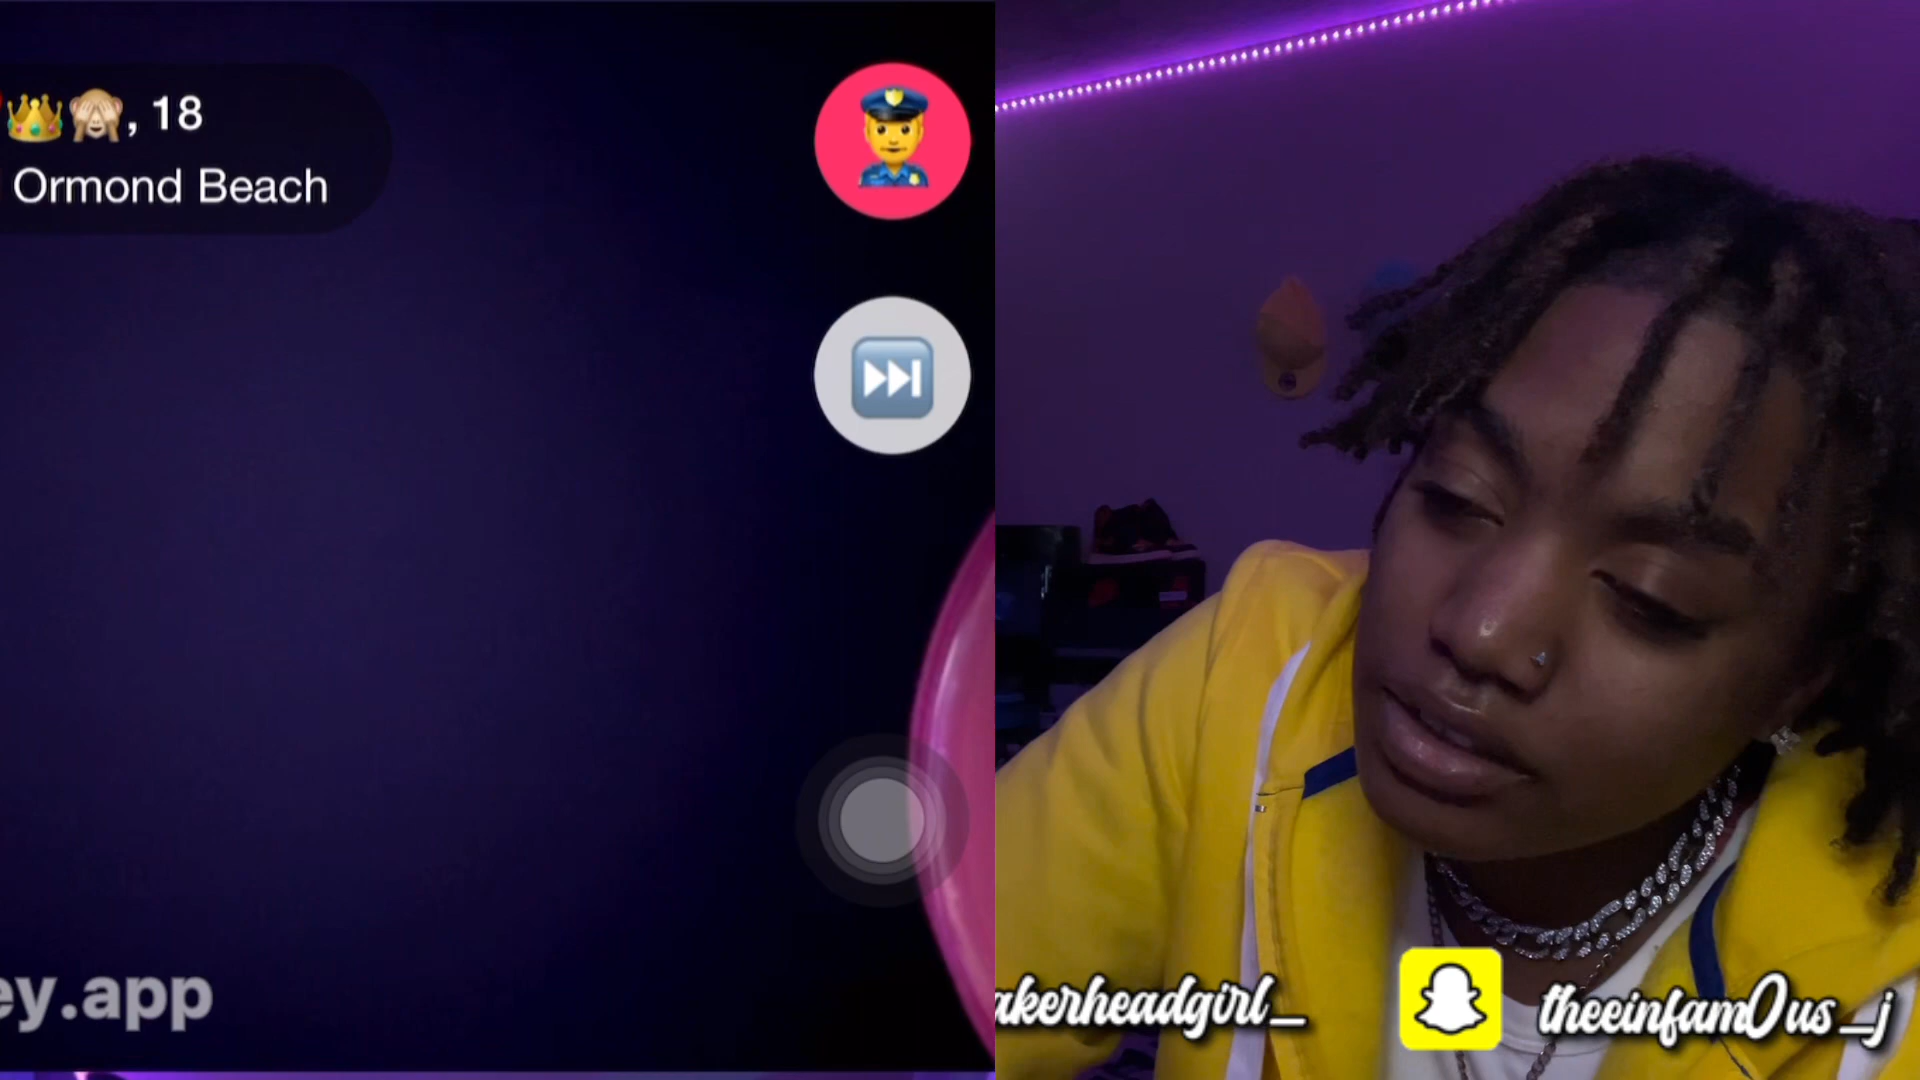 , 18
Ormond Beach
ey.app
akerheadgirl_
theeinfam0us_j